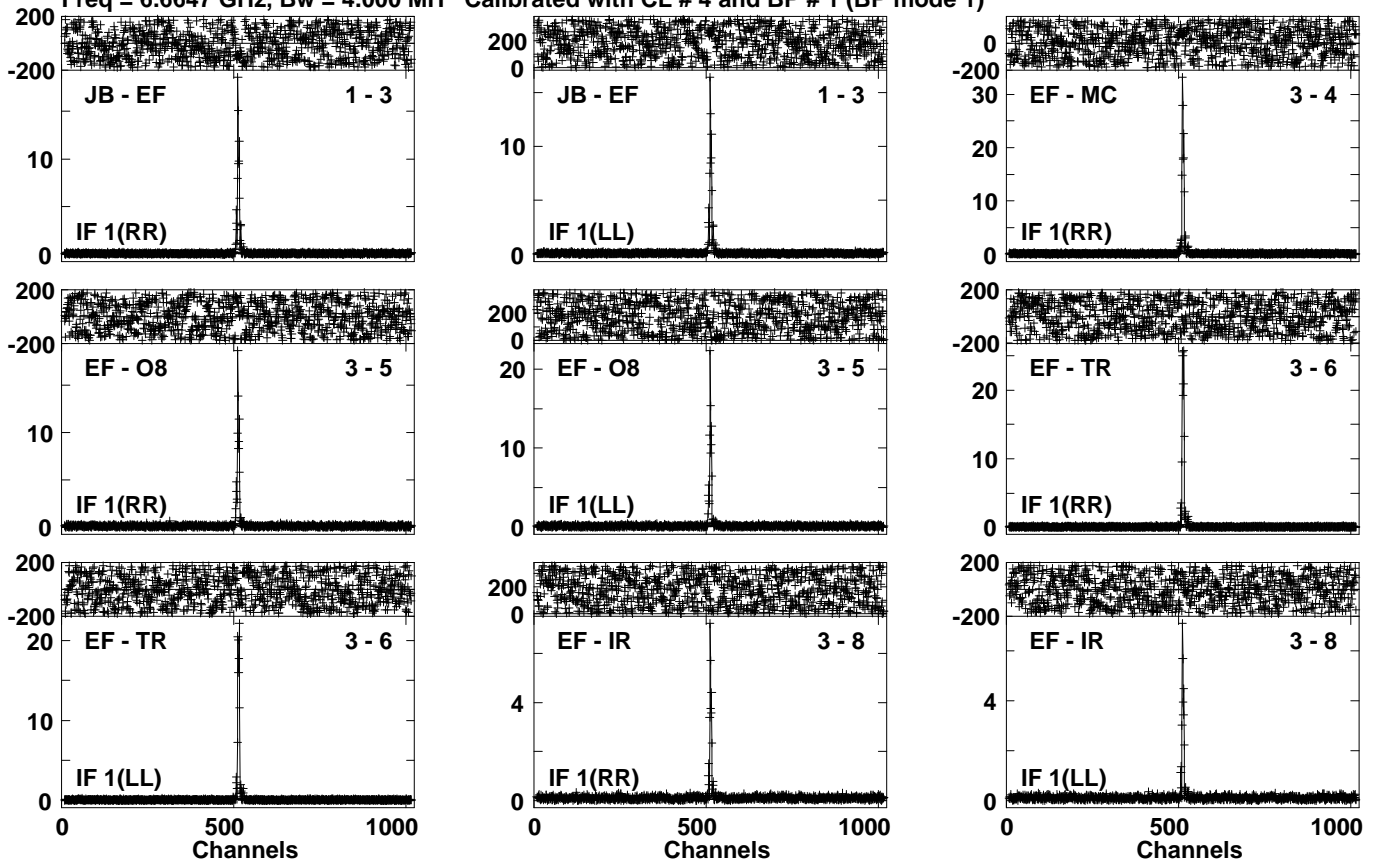 Freq = 6.6647 GHz, Bw = 4.000 MH Calibrated with CL # 4 and BP # 1 (BP mode 1)
200
-200
JB - EF 1 - 3
10
IF 1(RR)
0
200
0
JB - EF 1 - 3
10
IF 1(LL)
0
0
-200
30
EF - MC 3 - 4
20
10
IF 1(RR)
0
200
-200
EF - O8 3 - 5
10
IF 1(RR)
0
200
0
20
EF - O8 3 - 5
10
IF 1(LL)
0
200
-200
EF - TR 3 - 6
20
10
IF 1(RR)
0
200
-200
20
EF - TR 3 - 6
10
IF 1(LL)
0
0 500 1000
Channels
200
0
EF - IR 3 - 8
4
IF 1(RR)
0
0 500 1000
Channels
200
-200
EF - IR 3 - 8
4
IF 1(LL)
0
0 500 1000
Channels